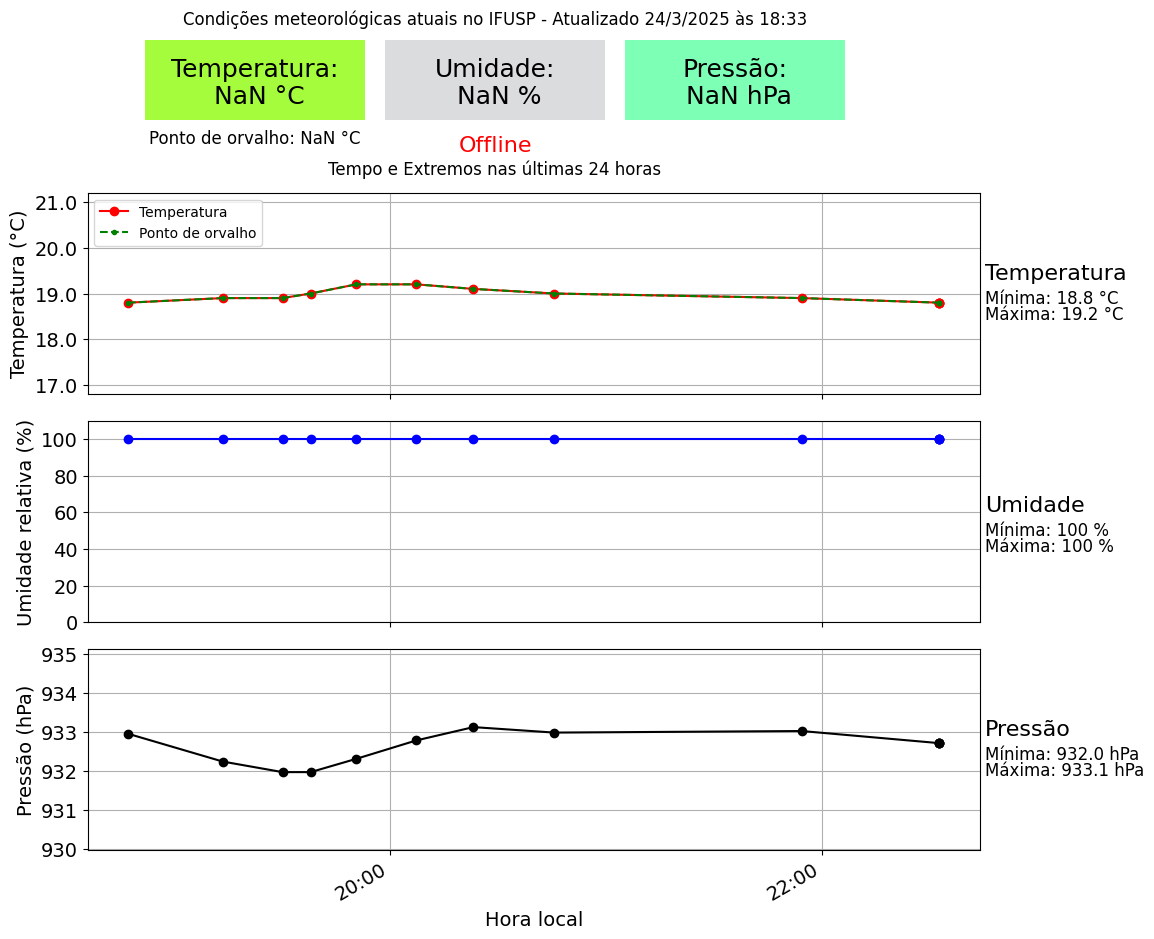 Condições meteorológicas atuais no IFUSP - Atualizado 24/3/2025 às 18:33
Temperatura:
NaN °C
Umidade:
NaN %
Pressão:
NaN hPa
Ponto de orvalho: NaN °C
Offline
Tempo e Extremos nas últimas 24 horas
Temperatura (°C)
21.0
20.0
19.0
18.0
17.0
Temperatura
Ponto de orvalho
Temperatura
Mínima: 18.8 °C
Máxima: 19.2 °C
Umidade relativa (%)
100
80
60
40
20
0
Umidade
Mínima: 100 %
Máxima: 100 %
Pressão (hPa)
935
934
933
932
931
930
Pressão
Mínima: 932.0 hPa
Máxima: 933.1 hPa
20:00
22:00
Hora local